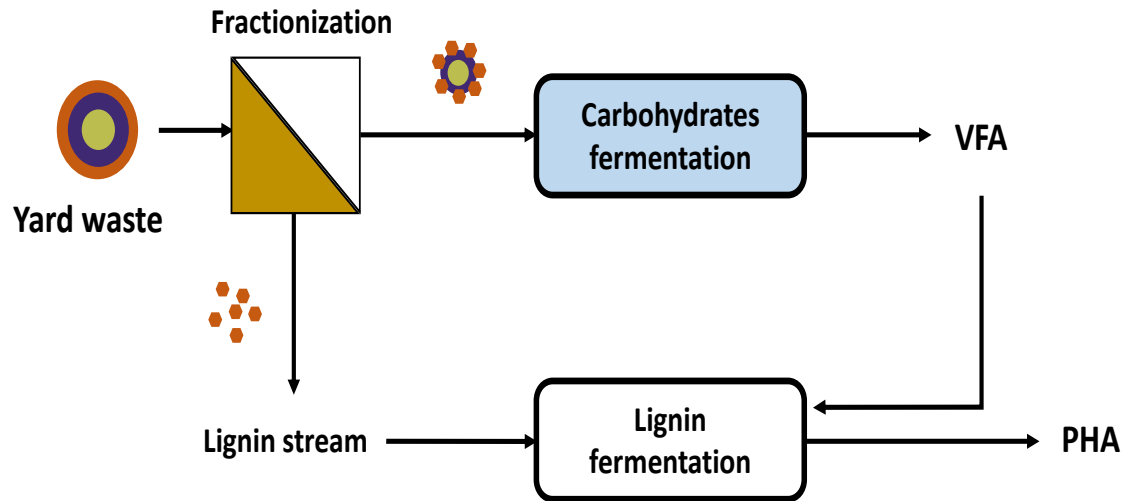 Fractionization
Carbohydrates
fermentation
VFA
Yard waste
Lignin stream
Lignin
fermentation
PHA